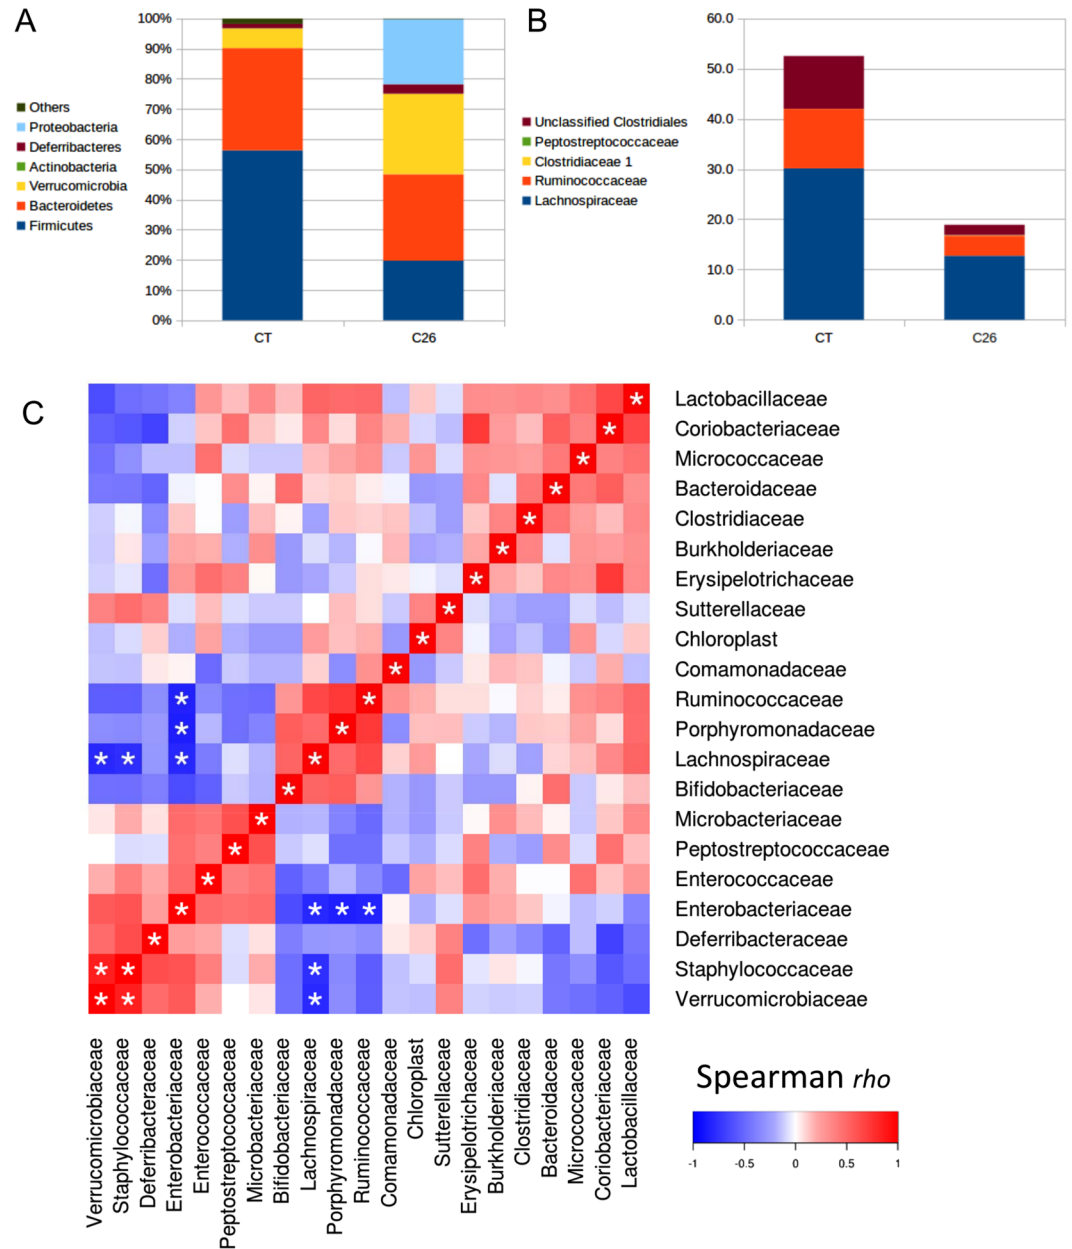 A
100%
90%
80%
70%
60%
50%
40%
30%
20%
10%
0%
Others
Proteobacteria
Deferribacteres
Actinobacteria
Verrucomicrobia
Bacteroidetes
Firmicutes
CT
C26
B
60.0
50.0
40.0
30.0
20.0
10.0
0.0
Unclassified Clostridiales
Peptostreptococcaceae
Clostridiaceae 1
Ruminococcaceae
Lachnospiraceae
CT
C26
C
Lactobacillaceae
Coriobacteriaceae
Micrococcaceae
Bacteroidaceae
Clostridiaceae
Burkholderiaceae
Erysipelotrichaceae
Sutterellaceae
Chloroplast
Comamonadaceae
Ruminococcaceae
Porphyromonadaceae
Lachnospiraceae
Bifidobacteriaceae
Microbacteriaceae
Peptostreptococcaceae
Enterococcaceae
Enterobacteriaceae
Deferribacteraceae
Staphylococcaceae
Verrucomicrobiaceae
Verrucomicrobiaceae
Staphylococcaceae
Deferribacteraceae
Enterobacteriaceae
Enterococcaceae
Peptostreptococcaceae
Microbacteriaceae
Bifidobacteriaceae
Lachnospiraceae
Porphyromonadaceae
Ruminococcaceae
Comamonadaceae
Chloroplast
Sutterellaceae
Erysipelotrichaceae
Burkholderiaceae
Clostridiaceae
Bacteroidaceae
Micrococcaceae
Coriobacteriaceae
Lactobacillaceae
Spearman rho
-1 -0.5 0 0.5 1